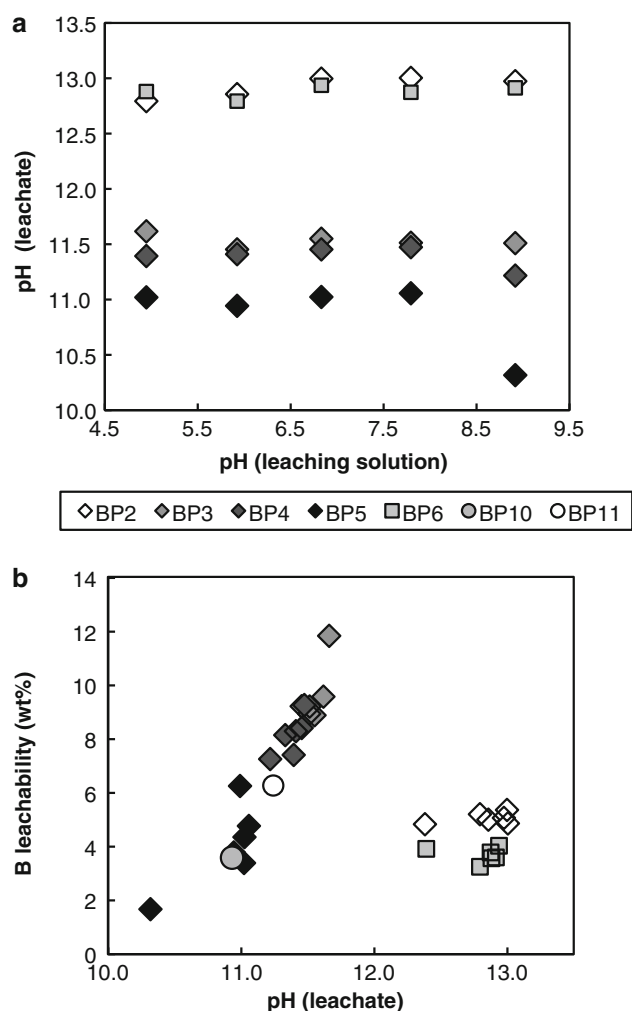 a
13.5
13.0
12.5
12.0
11.5
11.0
10.5
10.0
pH (leachate)
4.5 5.5 6.5 7.5 8.5 9.5
pH (leaching solution)
BP2 BP3 BP4 BP5 BP6 BP10 BP11
b
14
12
10
8
6
4
2
0
B leachability (wt%)
10.0 11.0 12.0 13.0
pH (leachate)